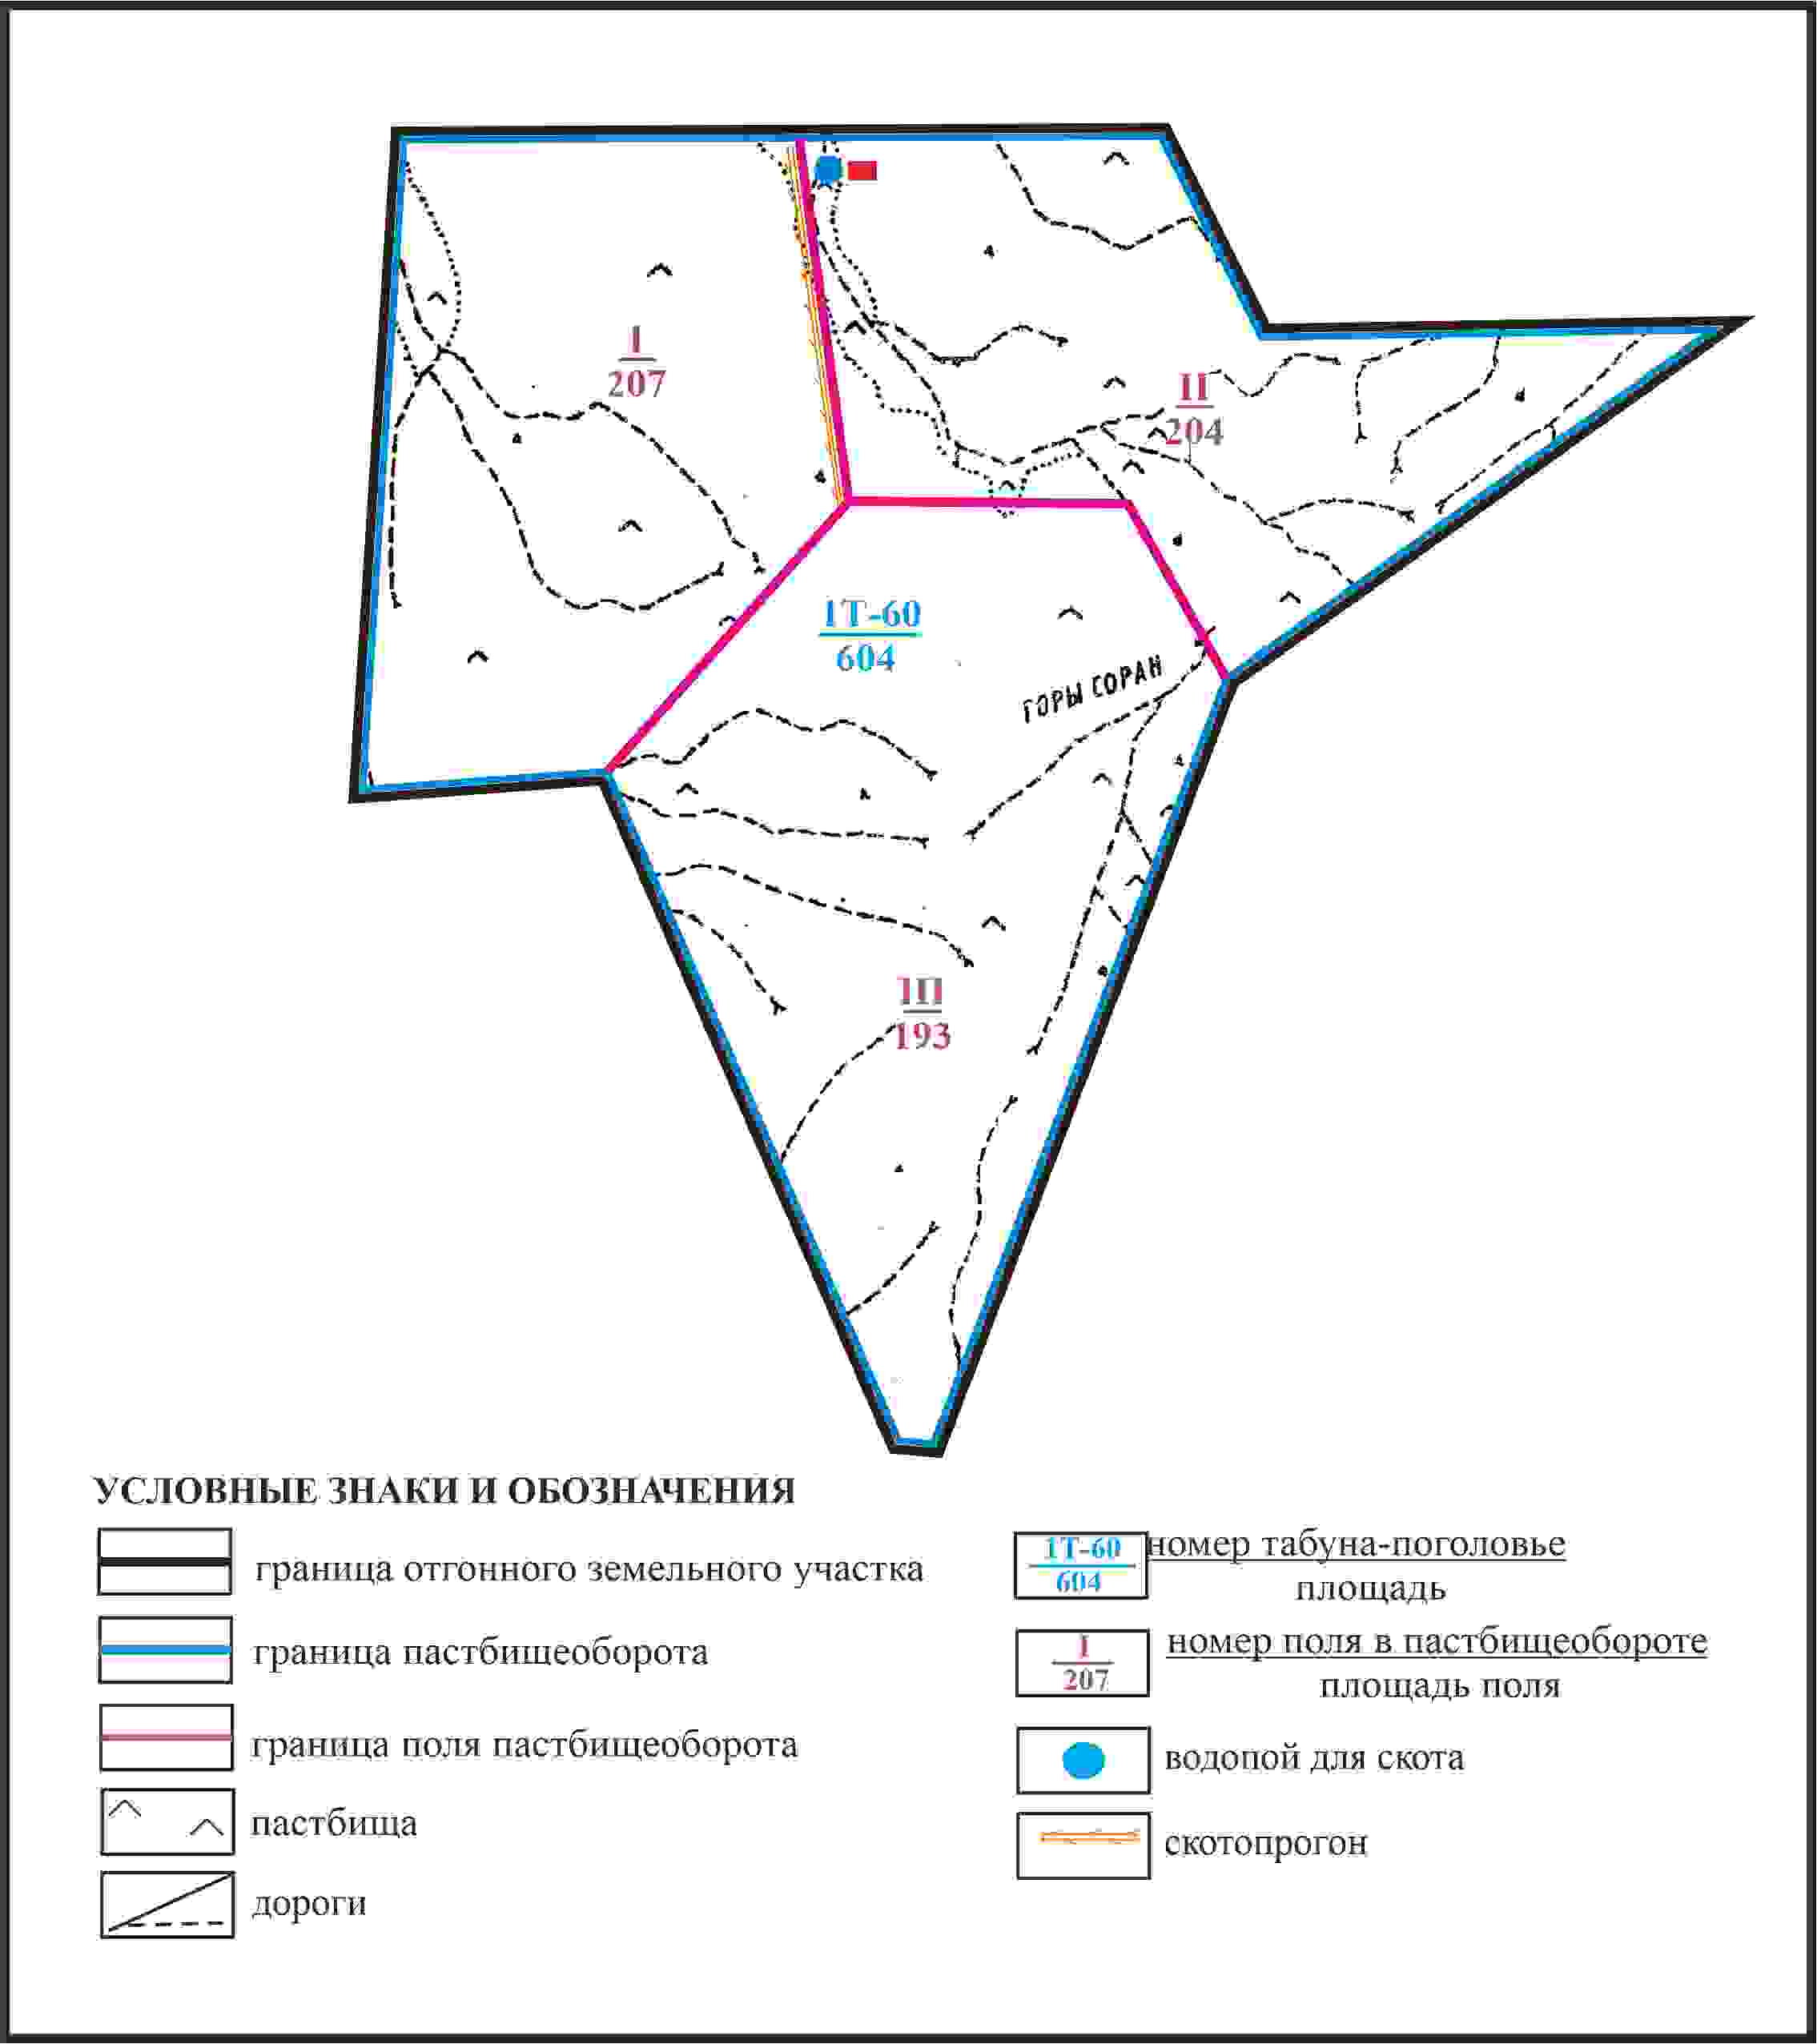 I
207
II
204
1Т-60
604
ГОРЫ СОРАН
III
193
УСЛОВНЫЕ ЗНАКИ И ОБОЗНАЧЕНИЯ
граница отгонного земельного участка
граница пастбищеоборота
граница поля пастбищеоборота
пастбища
дороги
1Т-60
604
номер табуна-поголовье
площадь
I
207
номер поля в пастбищеобороте
площадь поля
водопой для скота
скотопрогон